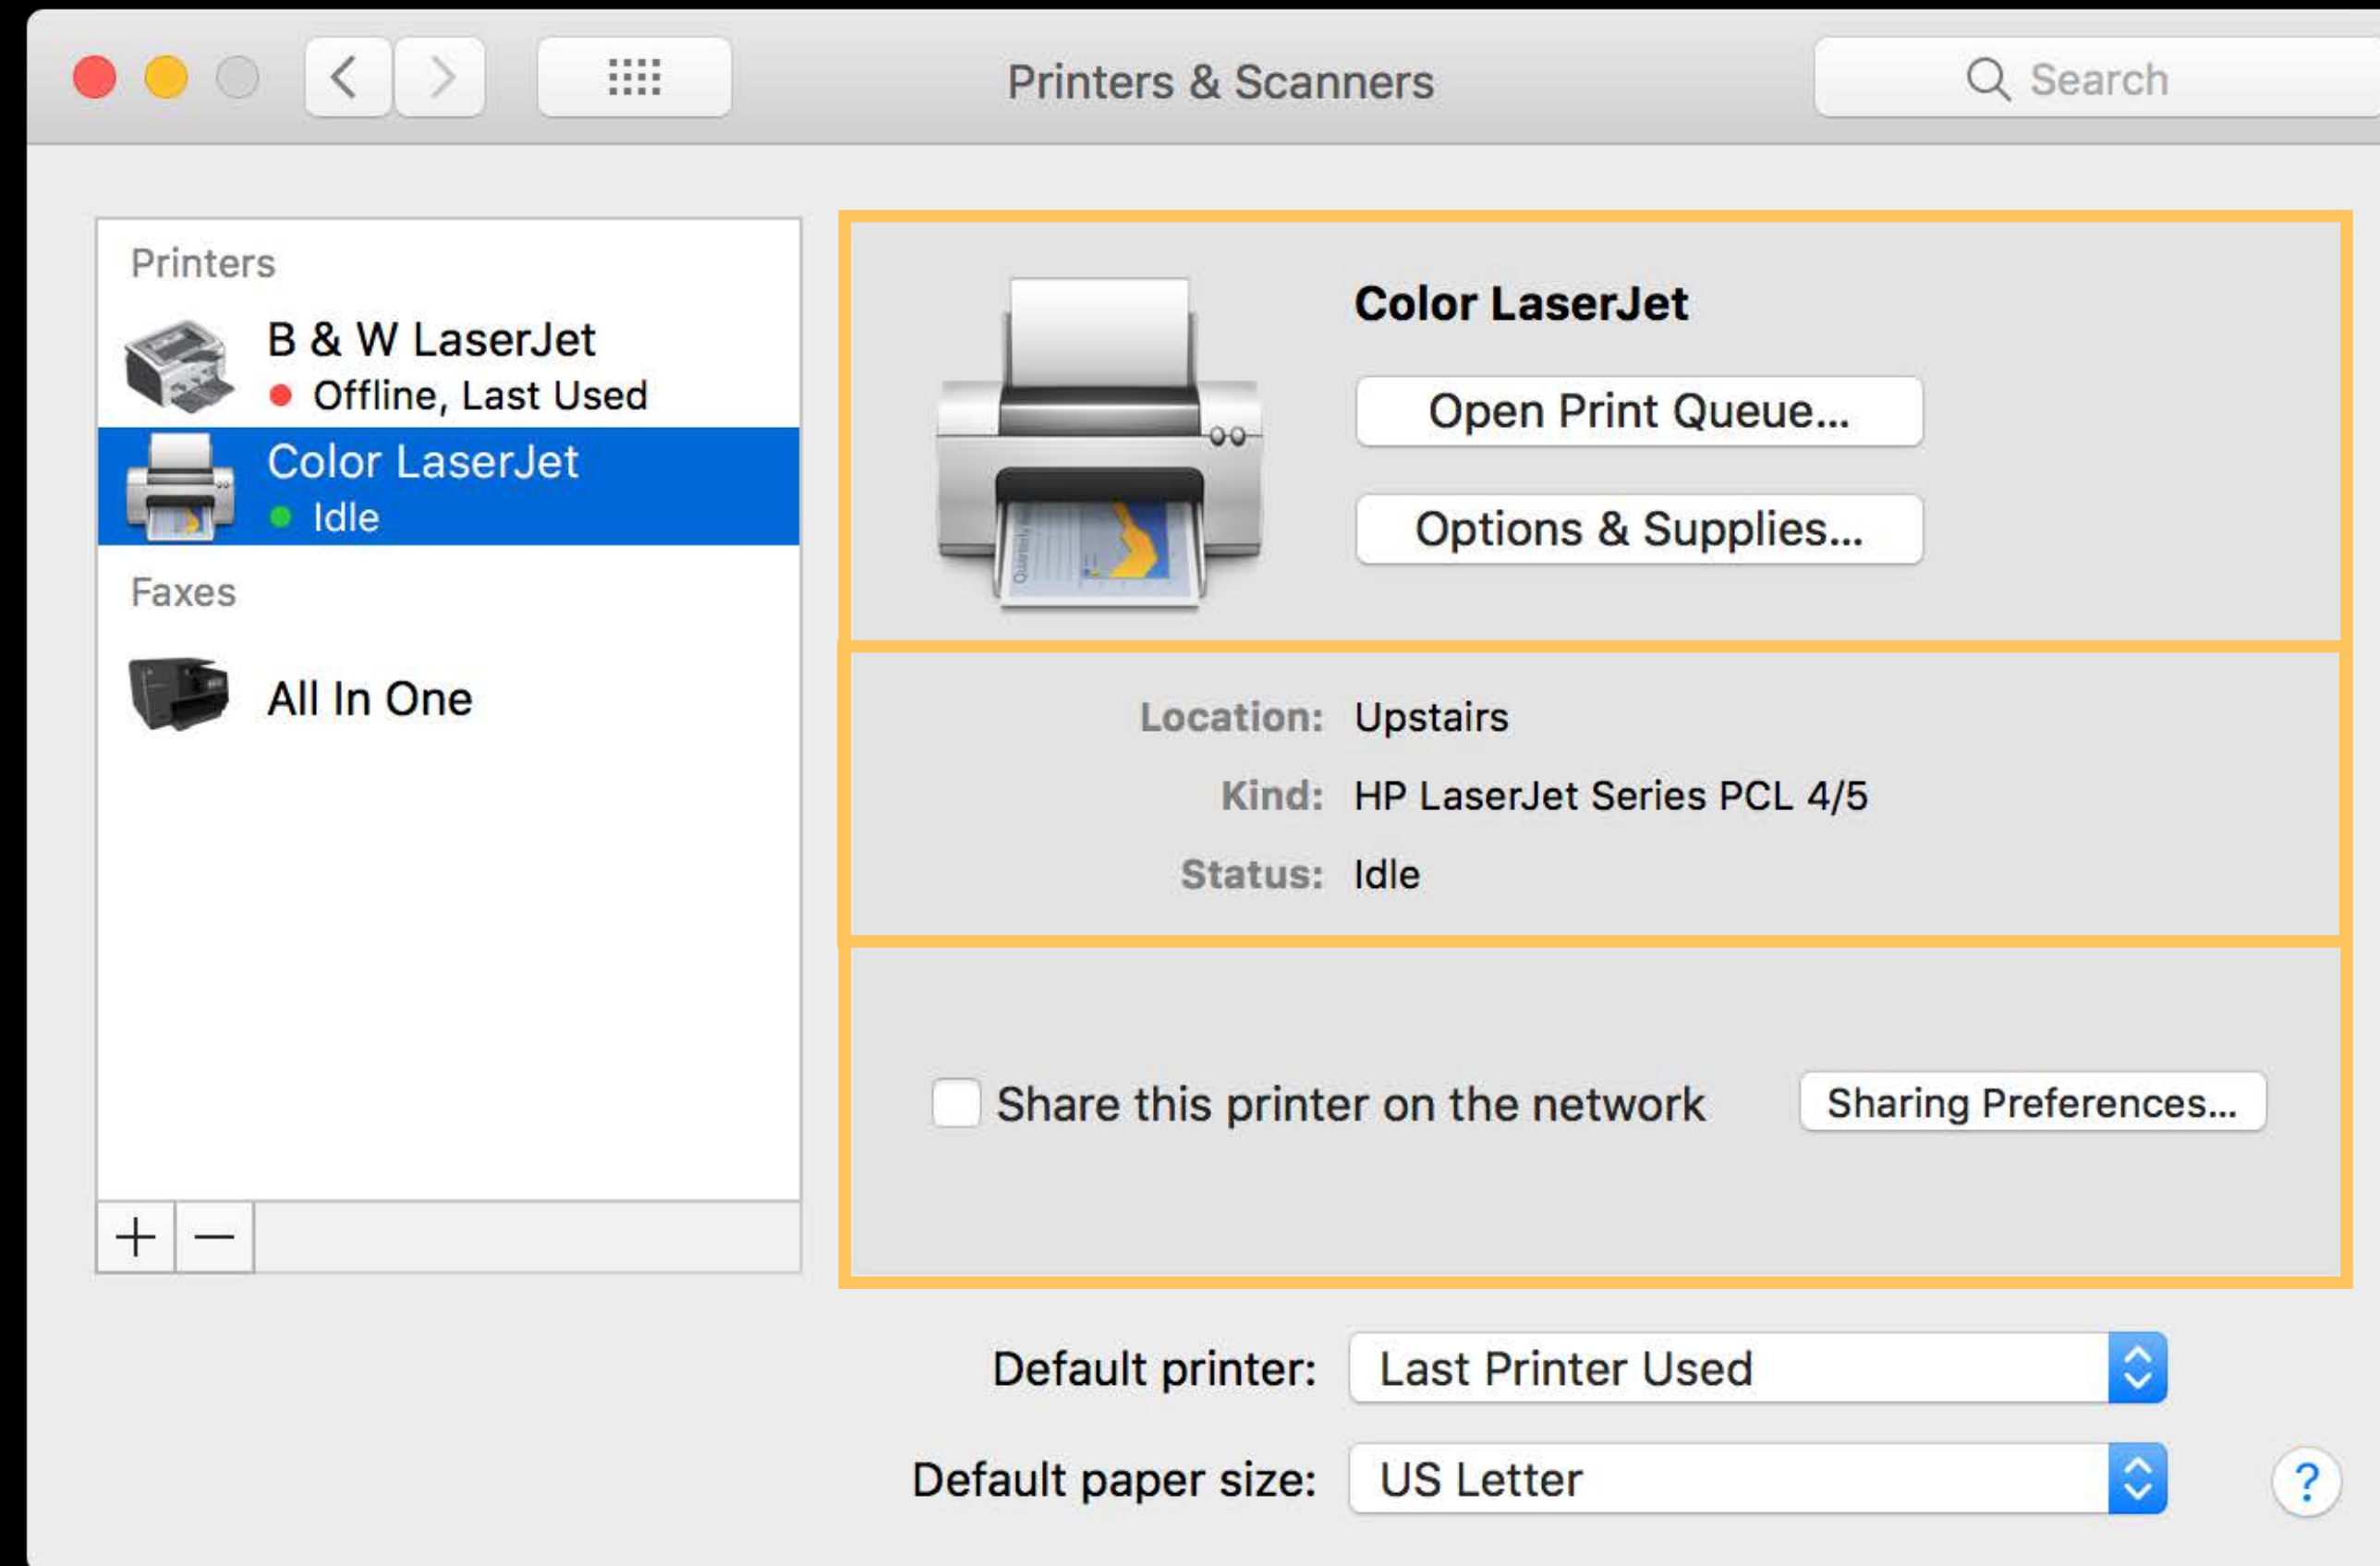 Printers & Scanners
Search
Printers
B & W LaserJet
Offline, Last Used
Color LaserJet
Idle
Faxes
All In One
Color LaserJet
Open Print Queue...
Options & Supplies...
Location: Upstairs
Kind: HP LaserJet Series PCL 4/5
Status: Idle
Share this printer on the network
Sharing Preferences...
Default printer: Last Printer Used
Default paper size: US Letter
?